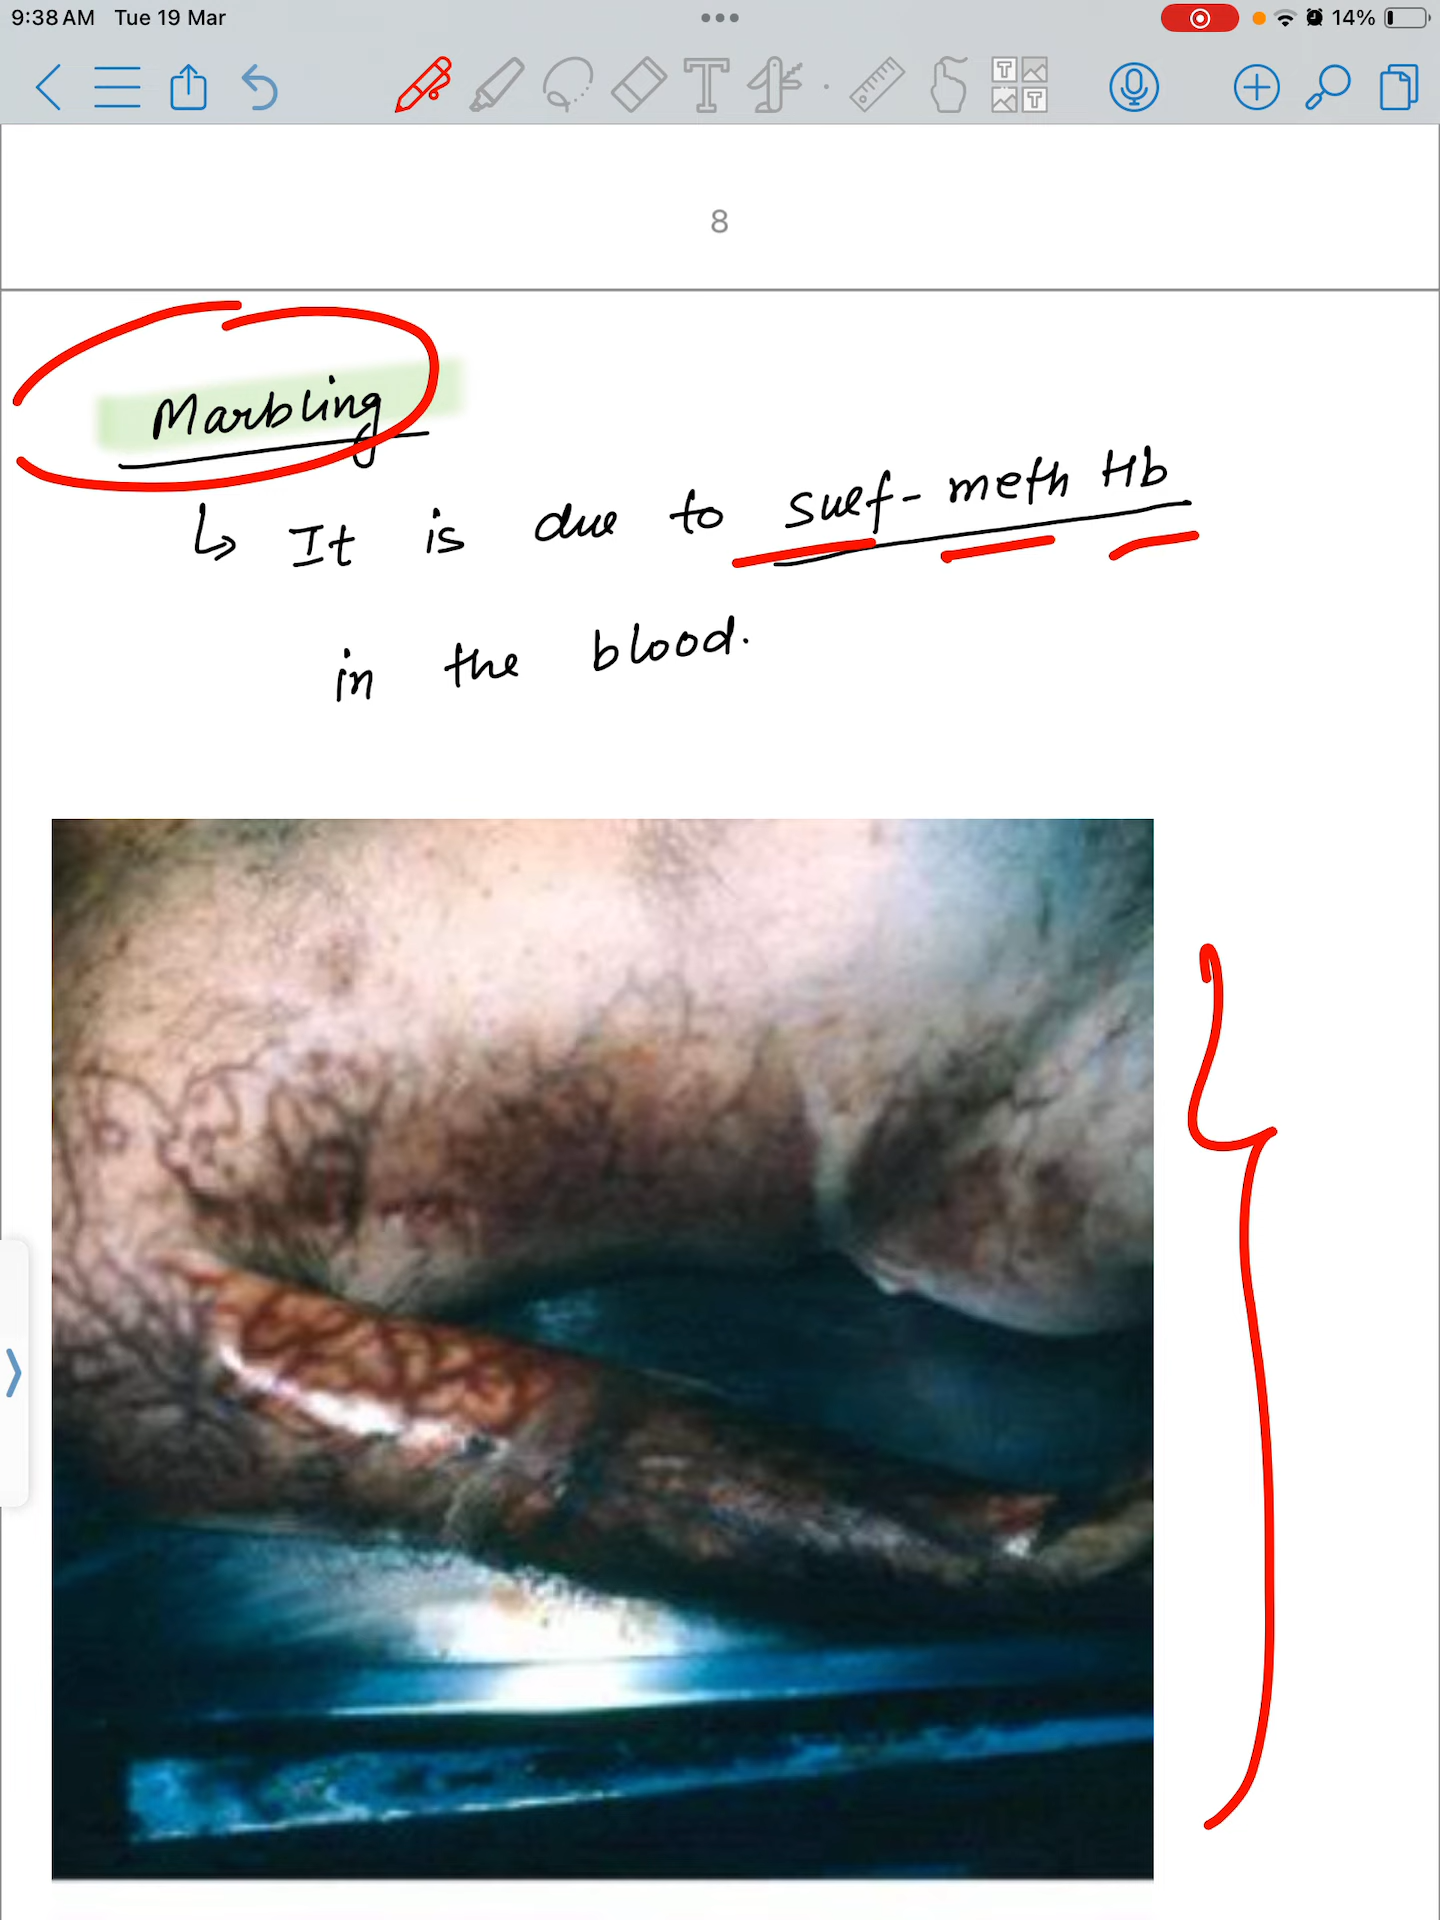 9:38 AM Tue 19 Mar
14%
8
Marbling
↳ It is due to sulf-meth Hb
in the blood.